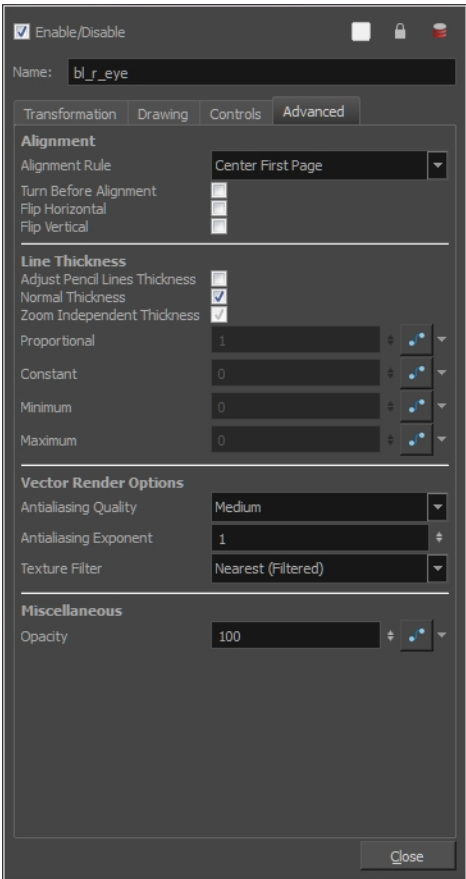 Enable/Disable
Name: bl_r_eye
Transformation Drawing Controls Advanced
Alignment
Alignment Rule Center First Page
Turn Before Alignment
Flip Horizontal
Flip Vertical
Line Thickness
Adjust Pencil Lines Thickness
Normal Thickness
Zoom Independent Thickness
Proportional 1
Constant 0
Minimum 0
Maximum 0
Vector Render Options
Antialiasing Quality Medium
Antialiasing Exponent 1
Texture Filter Nearest (Filtered)
Miscellaneous
Opacity 100
Close